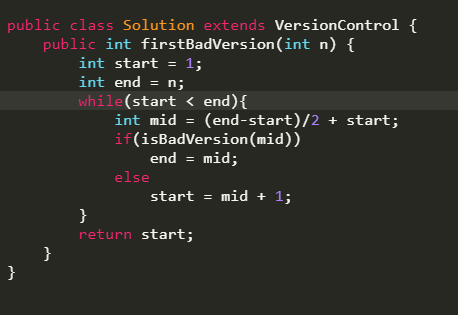 public class Solution extends VersionControl {
    public int firstBadVersion(int n) {
        int start = 1;
        int end = n;
        while(start < end){
            int mid = (end-start)/2 + start;
            if(isBadVersion(mid))
                end = mid;
            else
                start = mid + 1;
        }
        return start;
    }
}